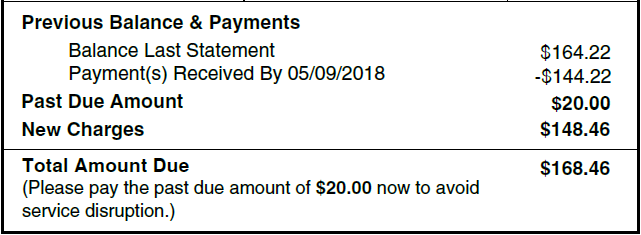 Previous Balance & Payments
Balance Last Statement $164.22
Payment(s) Received By 05/09/2018 -$144.22
Past Due Amount $20.00
New Charges $148.46
Total Amount Due $168.46
(Please pay the past due amount of $20.00 now to avoid
service disruption.)